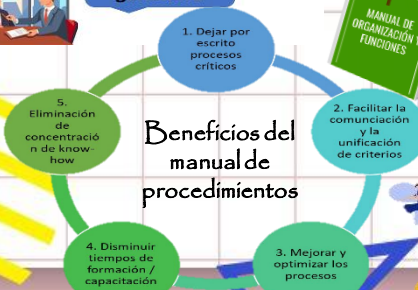 MANUAL DE
ORGANIZACIÓN Y
FUNCIONES
1. Dejar por
escrito
procesos
críticos
2. Facilitar la
comunciación
y la
unificación
de criterios
3. Mejorar y
optimizar los
procesos
4. Disminuir
tiempos de
formación /
capacitación
5.
Eliminación
de
concentració
n de know-
how
Beneficios del
manual de
procedimientos